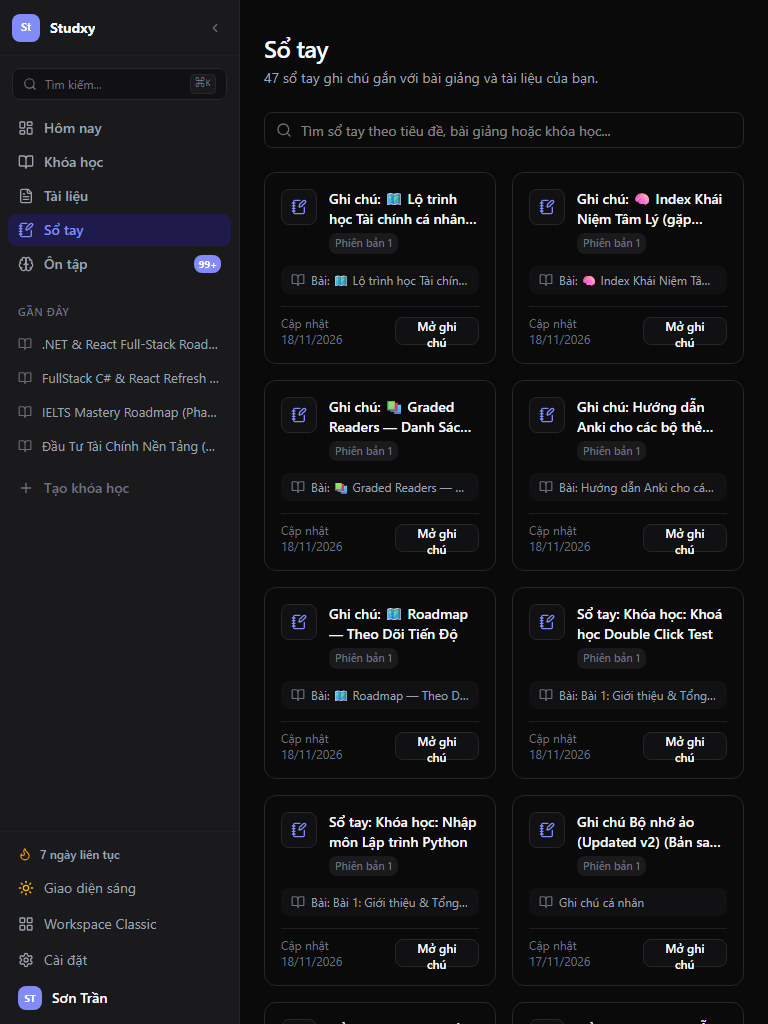 St Studxy
Tìm kiếm... ⌘K
Hôm nay
Khóa học
Tài liệu
Sổ tay
Ôn tập 99+
GẦN ĐÂY
.NET & React Full-Stack Road...
FullStack C# & React Refresh ...
IELTS Mastery Roadmap (Pha...
Đầu Tư Tài Chính Nền Tảng (...
Tạo khóa học
7 ngày liên tục
Giao diện sáng
Workspace Classic
Cài đặt
ST Sơn Trần
Sổ tay
47 sổ tay ghi chú gắn với bài giảng và tài liệu của bạn.
Tìm sổ tay theo tiêu đề, bài giảng hoặc khóa học...
Ghi chú: 🗺️ Lộ trình
học Tài chính cá nhân...
Phiên bản 1
Bài: 🗺️ Lộ trình học Tài chín...
Cập nhật
18/11/2026
Mở ghi
chú
Ghi chú: 🧠 Index Khái
Niệm Tâm Lý (gặp...
Phiên bản 1
Bài: 🧠 Index Khái Niệm Tâ...
Cập nhật
18/11/2026
Mở ghi
chú
Ghi chú: 📚 Graded
Readers — Danh Sác...
Phiên bản 1
Bài: 📚 Graded Readers — ...
Cập nhật
18/11/2026
Mở ghi
chú
Ghi chú: Hướng dẫn
Anki cho các bộ thẻ...
Phiên bản 1
Bài: Hướng dẫn Anki cho cá...
Cập nhật
18/11/2026
Mở ghi
chú
Ghi chú: 🗺️ Roadmap
— Theo Dõi Tiến Độ
Phiên bản 1
Bài: 🗺️ Roadmap — Theo D...
Cập nhật
18/11/2026
Mở ghi
chú
Sổ tay: Khóa học: Khoá
học Double Click Test
Phiên bản 1
Bài: Bài 1: Giới thiệu & Tổng...
Cập nhật
18/11/2026
Mở ghi
chú
Sổ tay: Khóa học: Nhập
môn Lập trình Python
Phiên bản 1
Bài: Bài 1: Giới thiệu & Tổng...
Cập nhật
18/11/2026
Mở ghi
chú
Ghi chú Bộ nhớ ảo
(Updated v2) (Bản sa...
Phiên bản 1
Ghi chú cá nhân
Cập nhật
17/11/2026
Mở ghi
chú